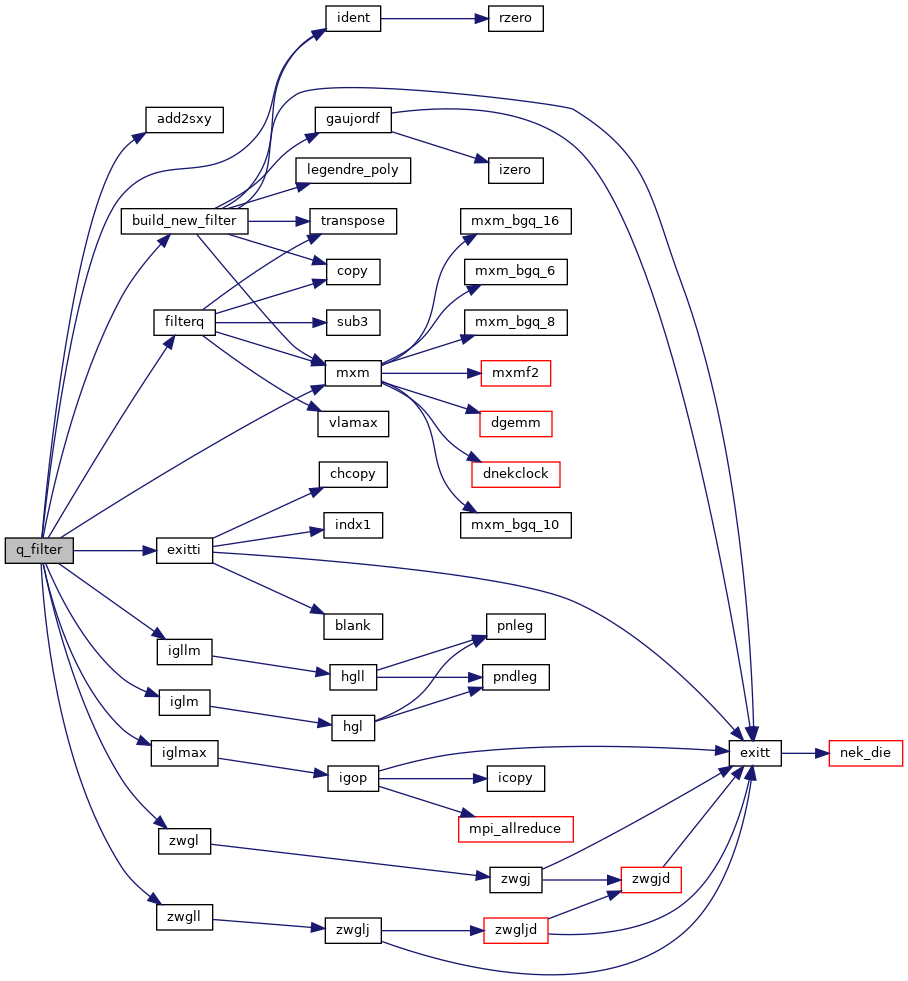 ident
rzero
add2sxy
gaujordf
izero
legendre_poly
build_new_filter
transpose
mxm_bgq_16
copy
mxm_bgq_6
filterq
sub3
mxm_bgq_8
mxm
mxmf2
vlamax
dgemm
chcopy
dnekclock
indx1
mxm_bgq_10
q_filter
exitti
blank
pnleg
igllm
hgll
pndleg
iglm
hgl
iglmax
exitt
nek_die
igop
icopy
mpi_allreduce
zwgl
zwgj
zwgjd
zwgll
zwglj
zwgljd